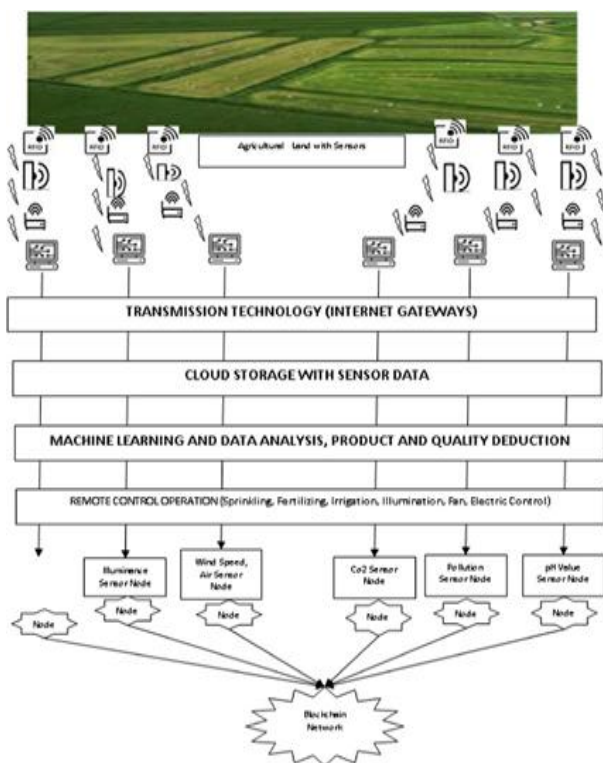 RFID RFID RFID RFID RFID RFID
Agricultural Land with Sensors
TRANSMISSION TECHNOLOGY (INTERNET GATEWAYS)
CLOUD STORAGE WITH SENSOR DATA
MACHINE LEARNING AND DATA ANALYSIS, PRODUCT AND QUALITY DEDUCTION
REMOTE CONTROL OPERATION (Sprinkling, Fertilizing, Irrigation, Illumination, Fan, Electric Control)
Illuminance
Sensor Node
Wind Speed,
Air Sensor
Node
Co2 Sensor
Node
Pollution
Sensor Node
pH Value
Sensor Node
Node Node Node Node Node Node
Blockchain
Network